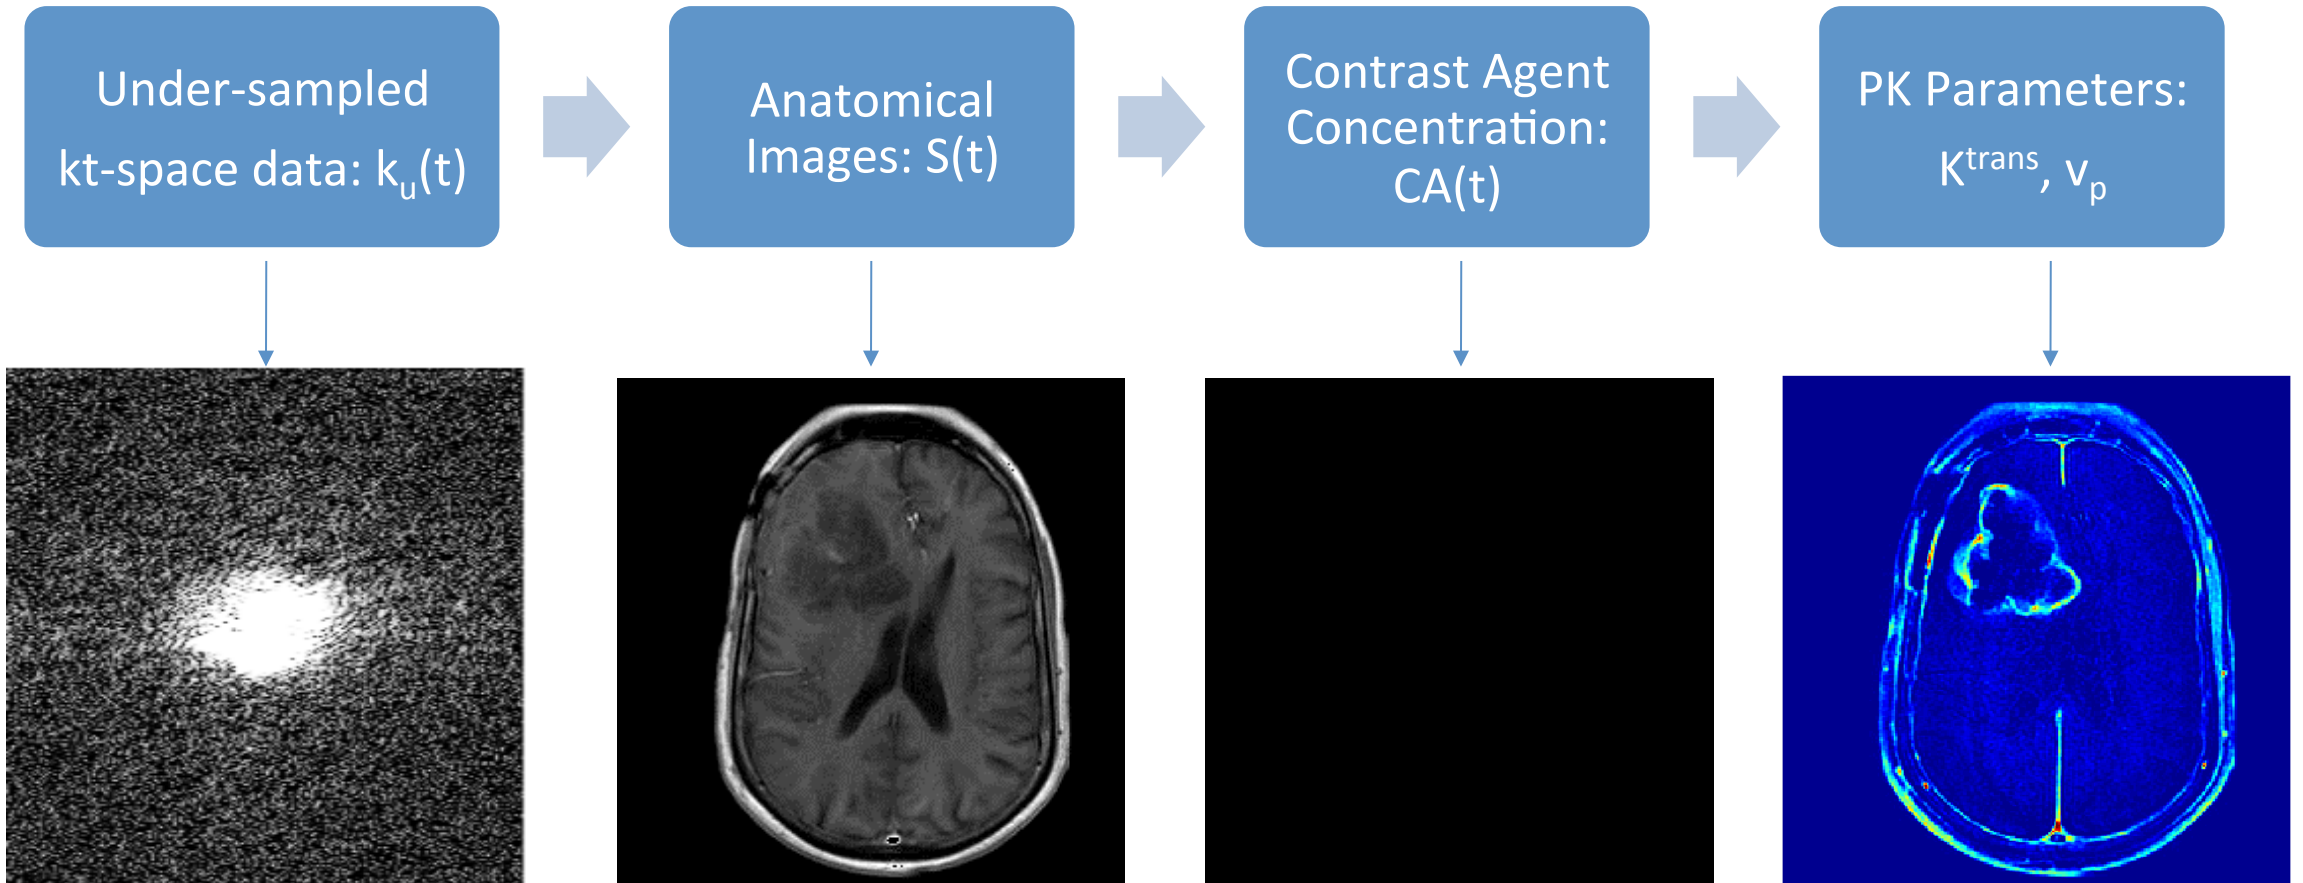 Under-sampled
kt-space data: kᵤ(t)
Anatomical
Images: S(t)
Contrast Agent
Concentration:
CA(t)
PK Parameters:
Kᵗʳᵃⁿˢ, vₚ